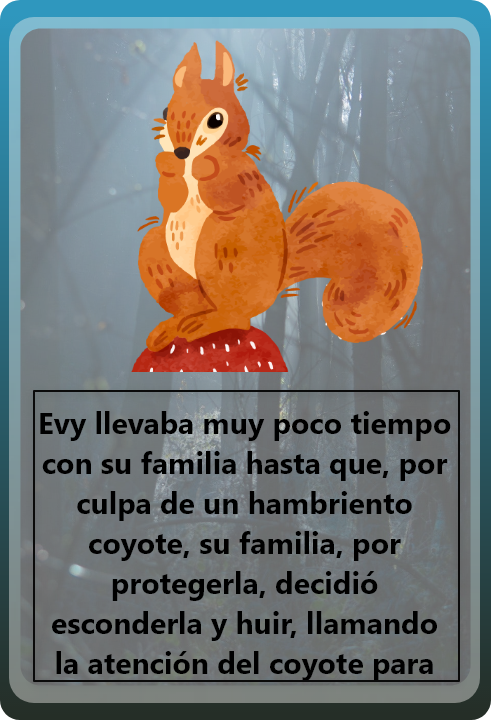 Evy llevaba muy poco tiempo
con su familia hasta que, por
culpa de un hambriento
coyote, su familia, por
protegerla, decidió
esconderla y huir, llamando
la atención del coyote para